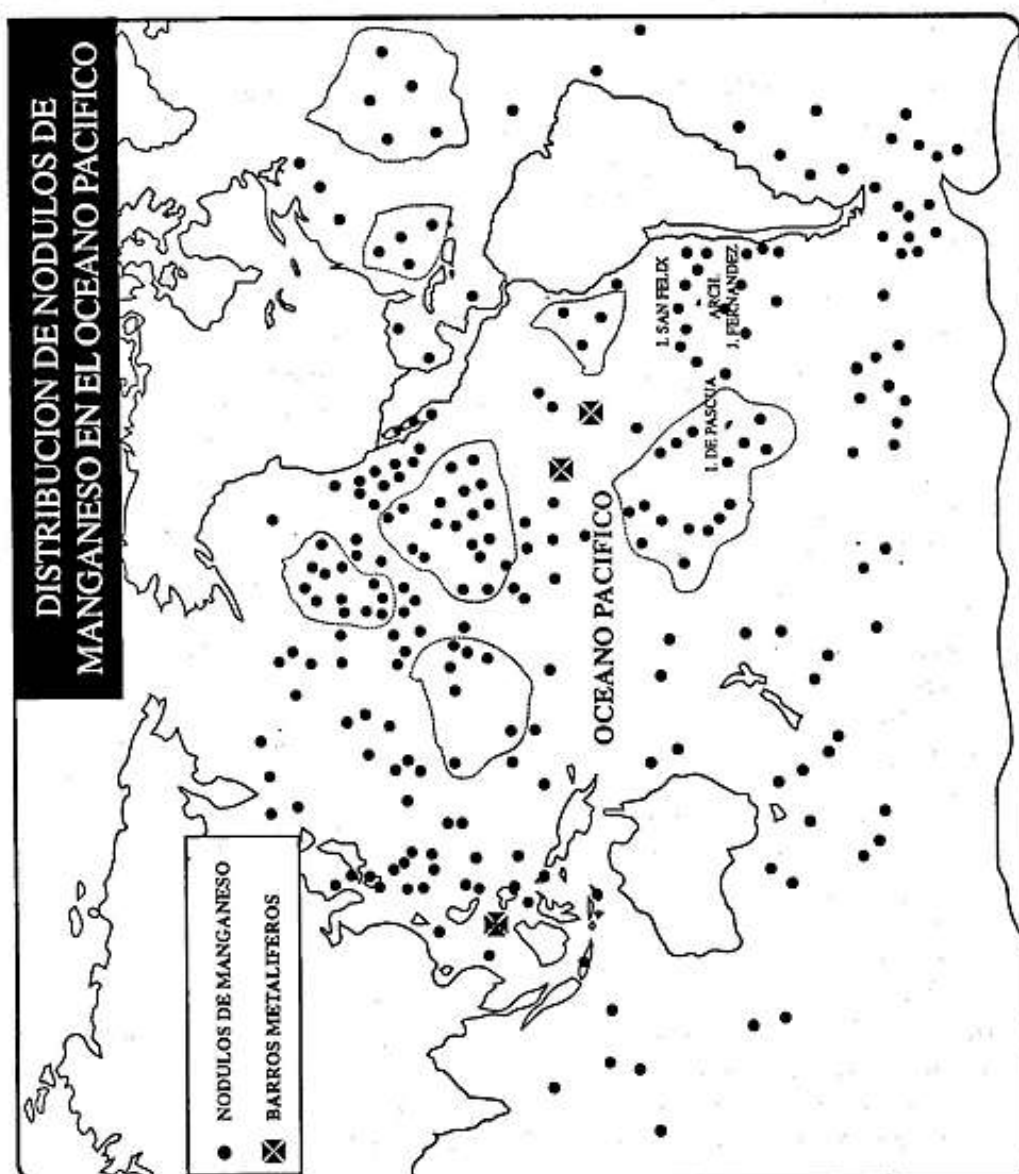 DISTRIBUCION DE NODULOS DE
MANGANESO EN EL OCEANO PACIFICO
NODULOS DE MANGANESO
BARROS METALIFEROS
OCEANO PACIFICO
I. SAN FELIX
ARCH.
J. FERNANDEZ
I. DE PASCUA